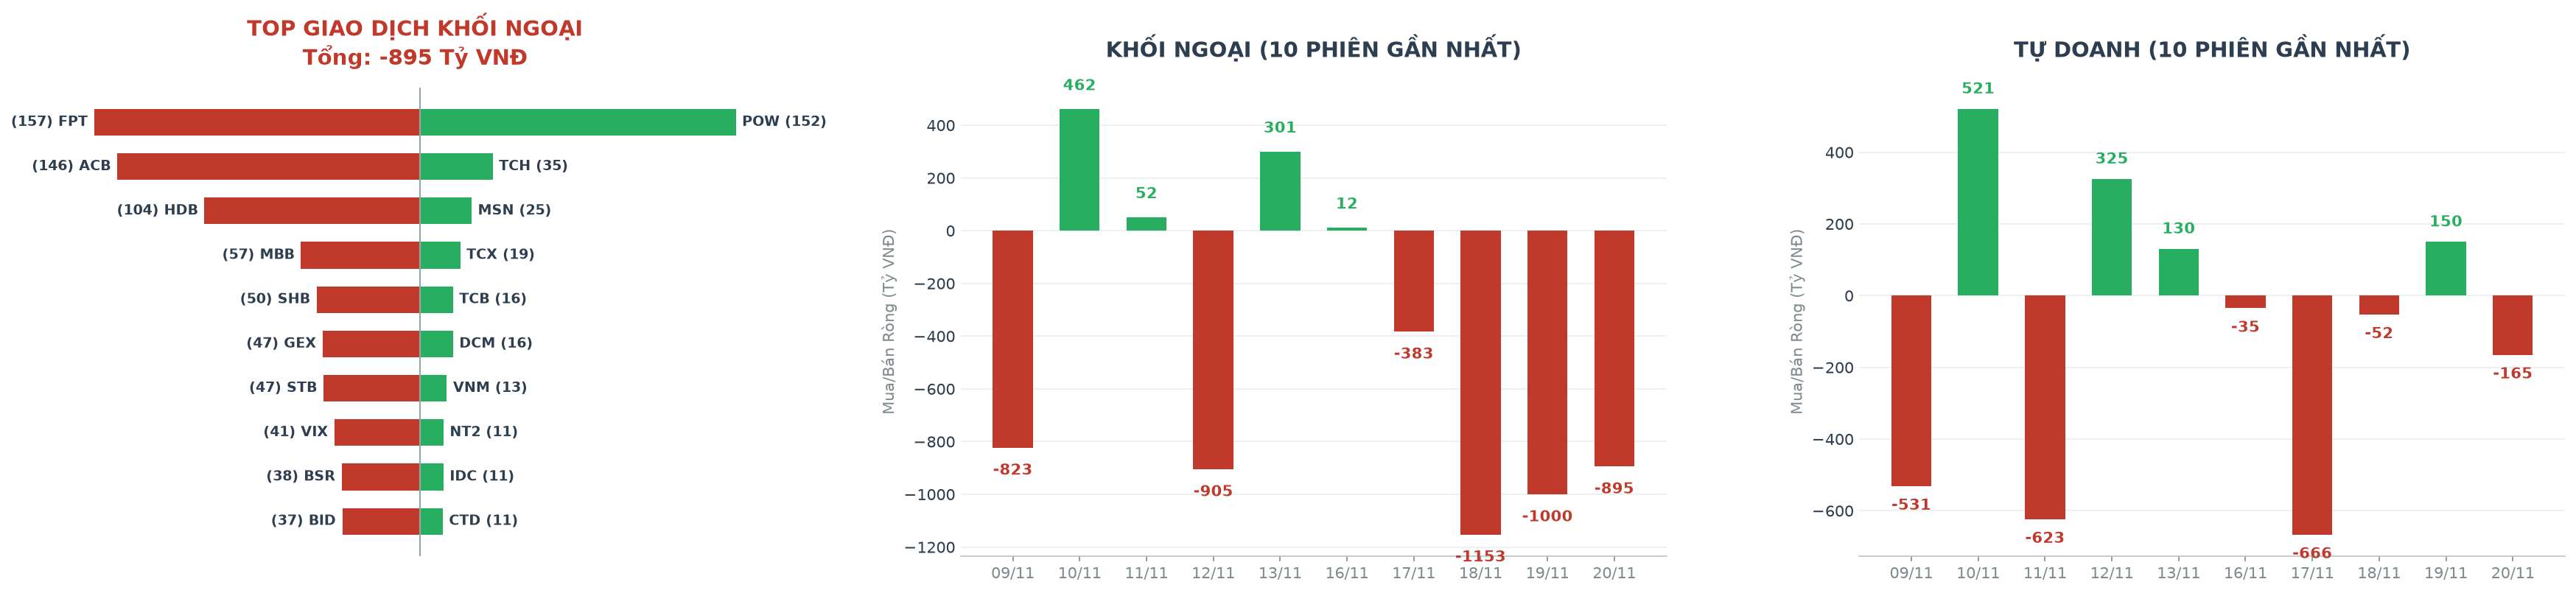 TOP GIAO DỊCH KHỐI NGOẠI
Tổng: -895 Tỷ VNĐ
(157) FPT
POW (152)
(146) ACB
TCH (35)
(104) HDB
MSN (25)
(57) MBB
TCX (19)
(50) SHB
TCB (16)
(47) GEX
DCM (16)
(47) STB
VNM (13)
(41) VIX
NT2 (11)
(38) BSR
IDC (11)
(37) BID
CTD (11)
KHỐI NGOẠI (10 PHIÊN GẦN NHẤT)
Mua/Bán Ròng (Tỷ VNĐ)
400
200
0
−200
−400
−600
−800
−1000
−1200
-823
462
52
-905
301
12
-383
-1153
-1000
-895
09/11
10/11
11/11
12/11
13/11
16/11
17/11
18/11
19/11
20/11
TỰ DOANH (10 PHIÊN GẦN NHẤT)
Mua/Bán Ròng (Tỷ VNĐ)
400
200
0
−200
−400
−600
-531
521
-623
325
130
-35
-666
-52
150
-165
09/11
10/11
11/11
12/11
13/11
16/11
17/11
18/11
19/11
20/11